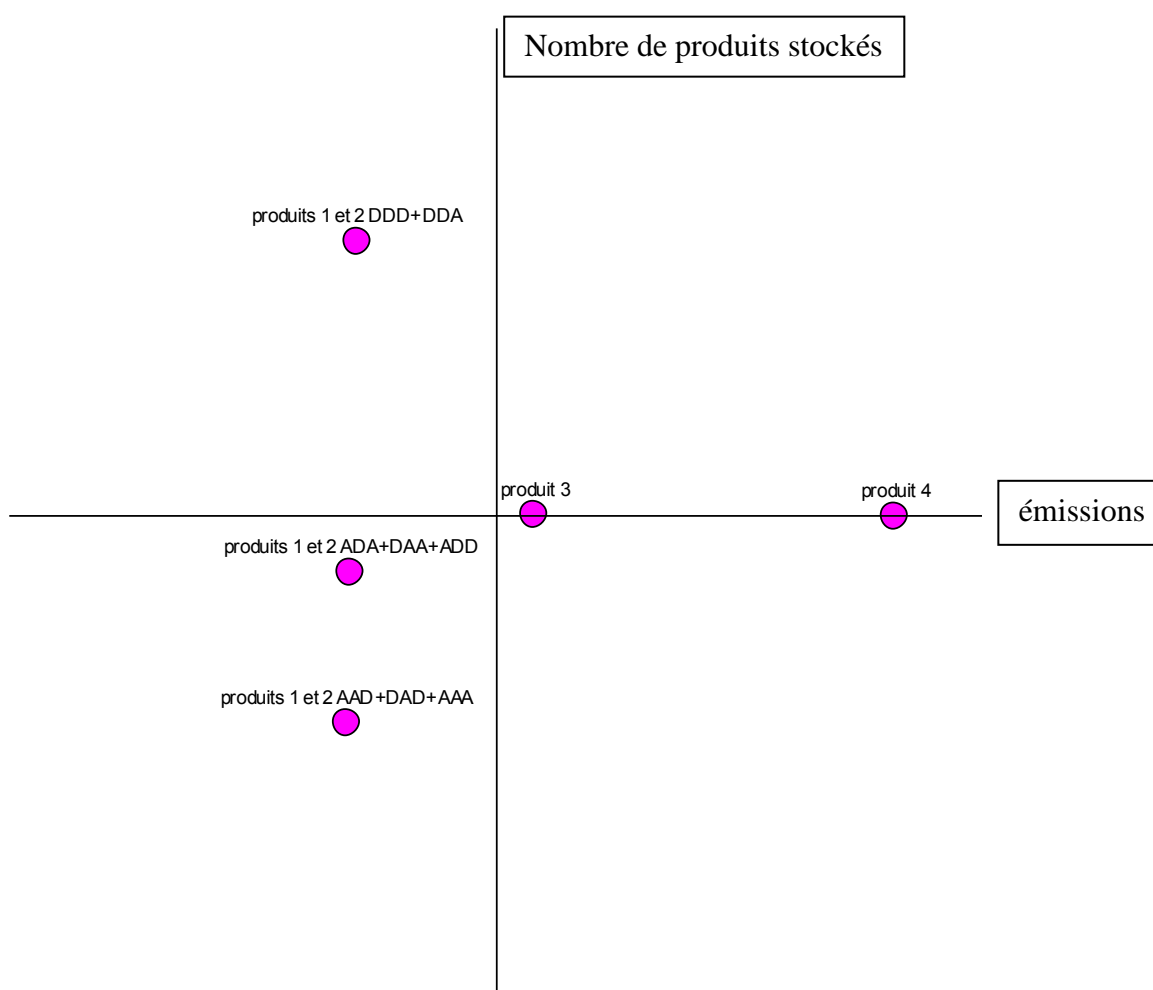 Nombre de produits stockés
produits 1 et 2 DDD+DDA
produit 3
produit 4
émissions
produits 1 et 2 ADA+DAA+ADD
produits 1 et 2 AAD+DAD+AAA